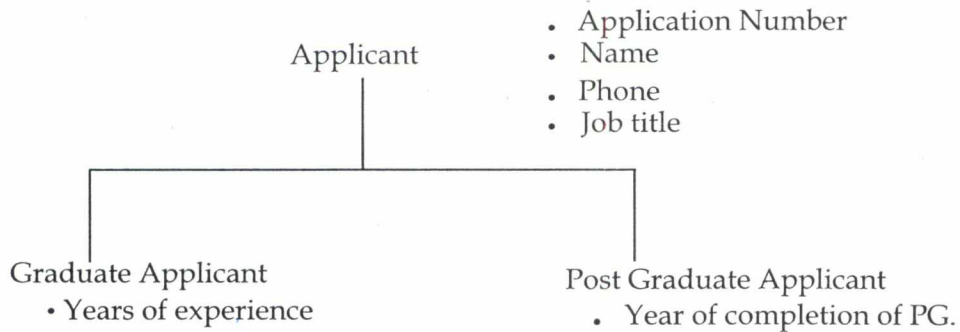 Applicant
• Application Number
• Name
• Phone
• Job title
Graduate Applicant
• Years of experience
Post Graduate Applicant
• Year of completion of PG.